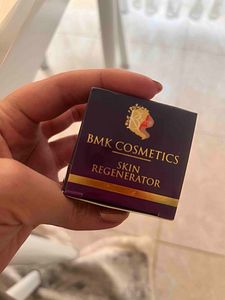 BMK COSMETICS
SKIN
REGENERATOR